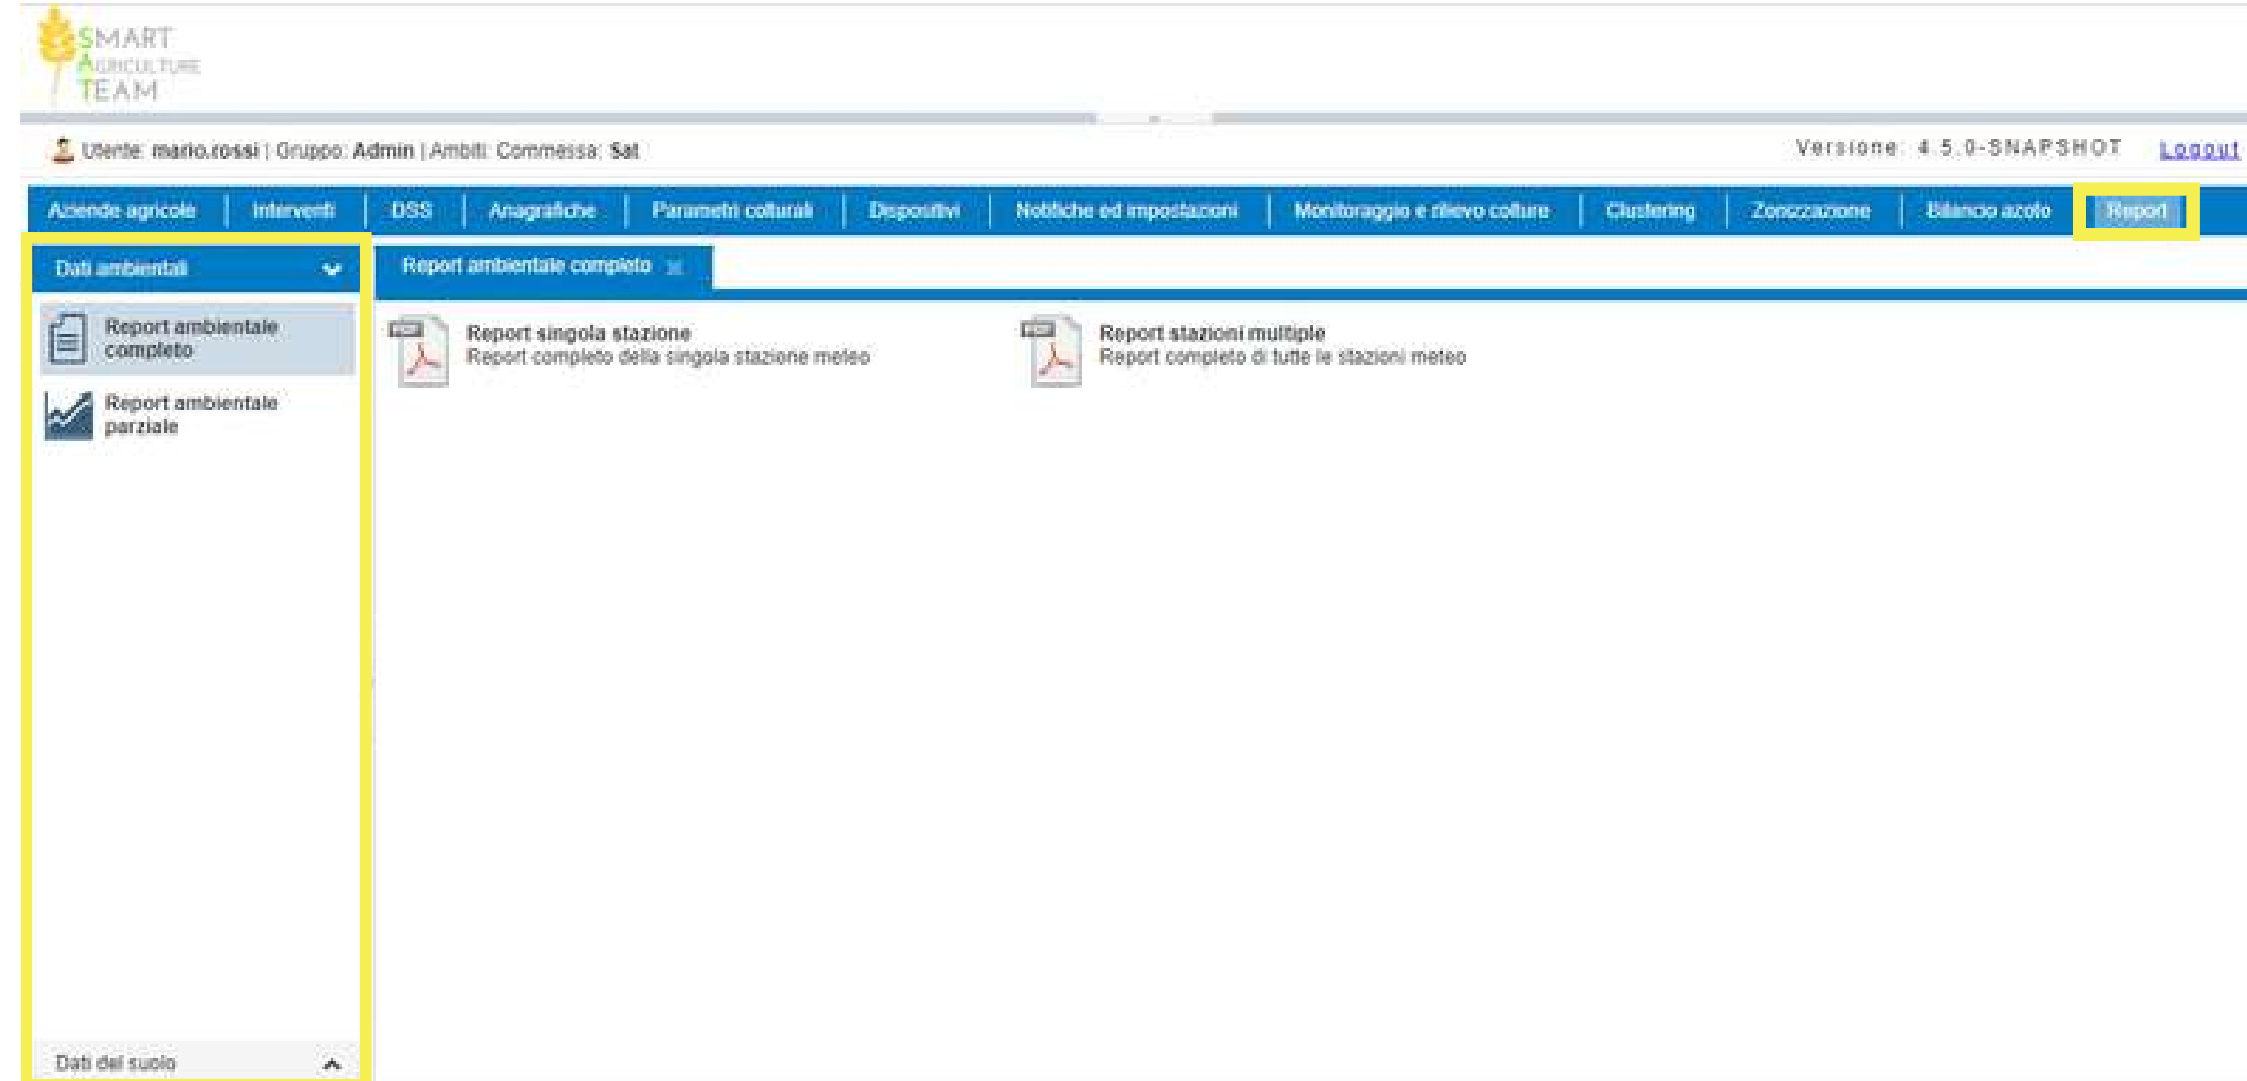 SMART
AGRICULTURE
TEAM
Utente: mario.rossi | Gruppo: Admin | Ambiti: Commessa: Sat
Versione: 4.5.0-SNAPSHOT Logout
Aziende agricole | Interventi | DSS | Anagrafiche | Parametri colturali | Dispositivi | Notifiche ed impostazioni | Monitoraggio e rilievo colture | Clustering | Zonizzazione | Bilancio azoto | Report
Dati ambientali
Report ambientale completo
Report ambientale
completo
Report ambientale
parziale
Report singola stazione
Report completo della singola stazione meteo
Report stazioni multiple
Report completo di tutte le stazioni meteo
Dati del suolo